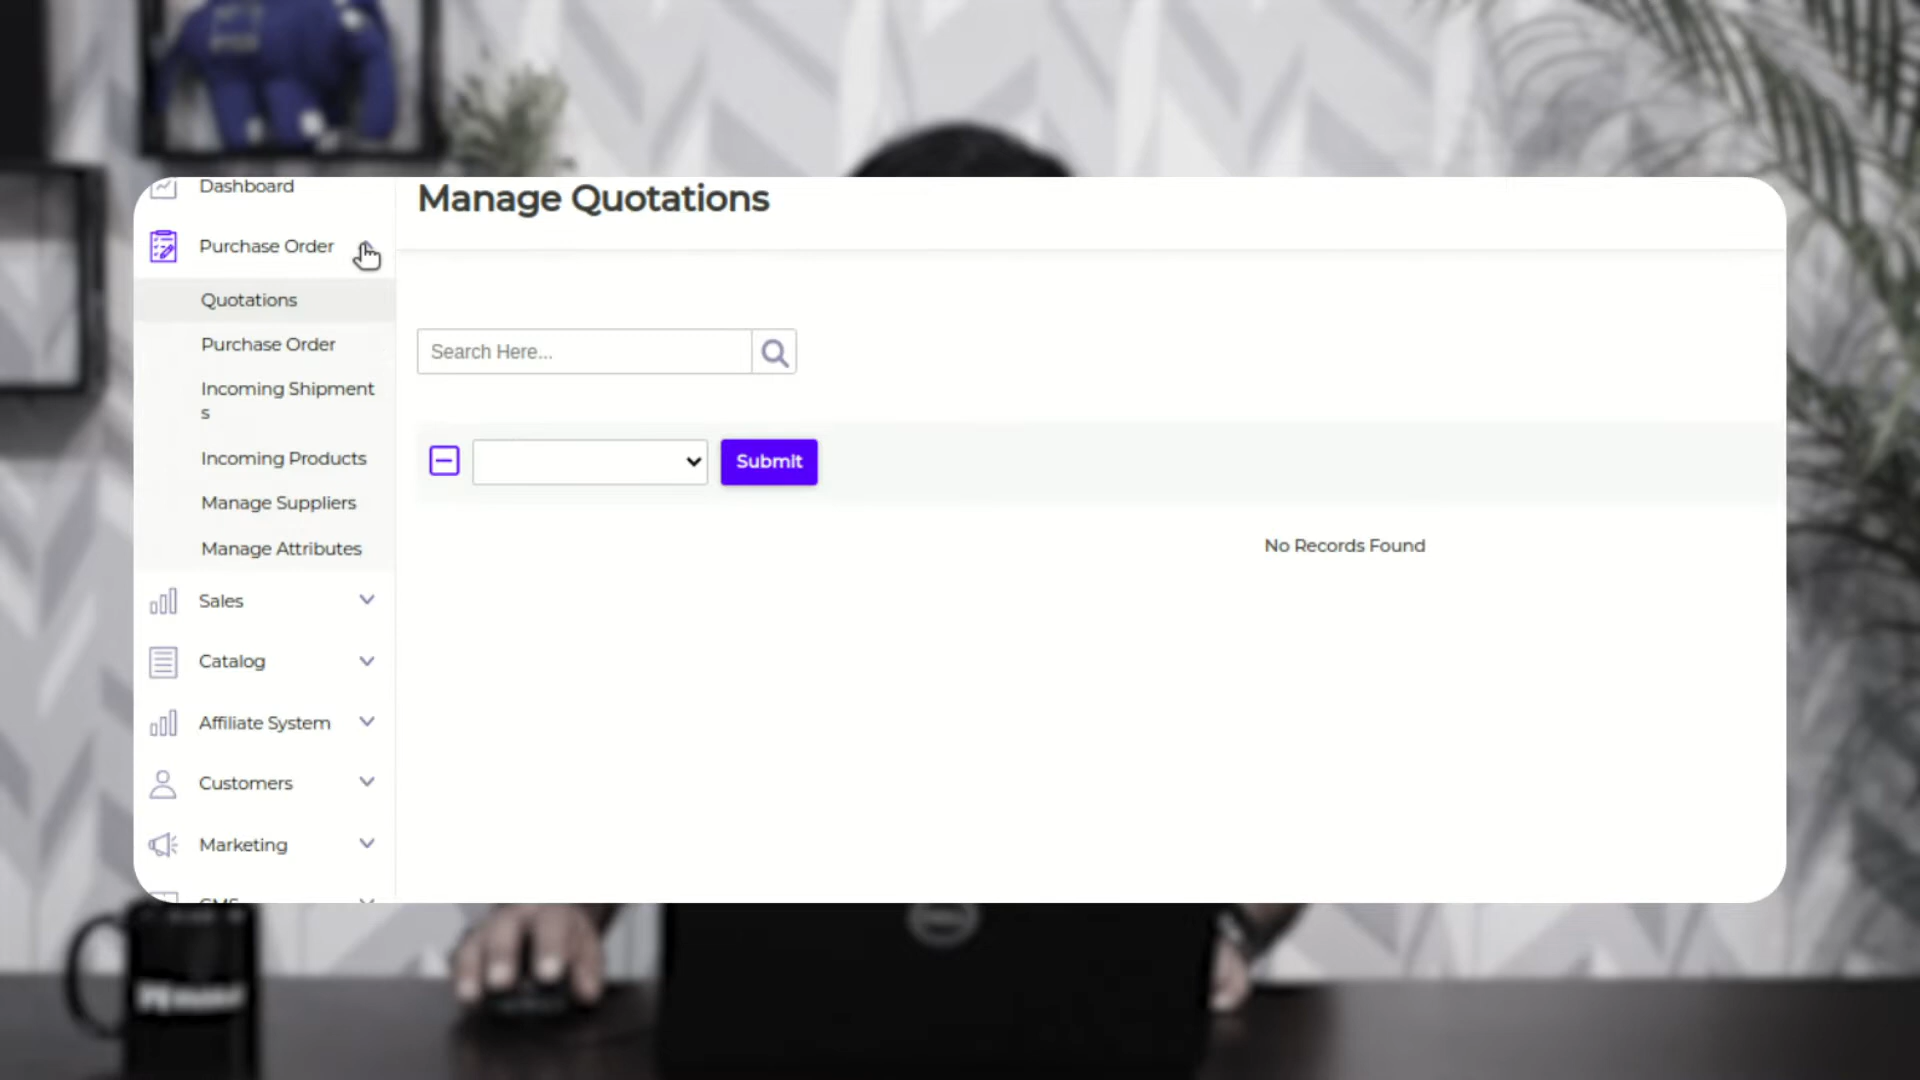 Dashboard
Manage Quotations
Purchase Order
Quotations
Search Here...
Purchase Order
Incoming Shipment
s
Submit
Incoming Products
Manage Suppliers
No Records Found
Manage Attributes
Sales
Catalog
Affiliate System
Customers
Marketing